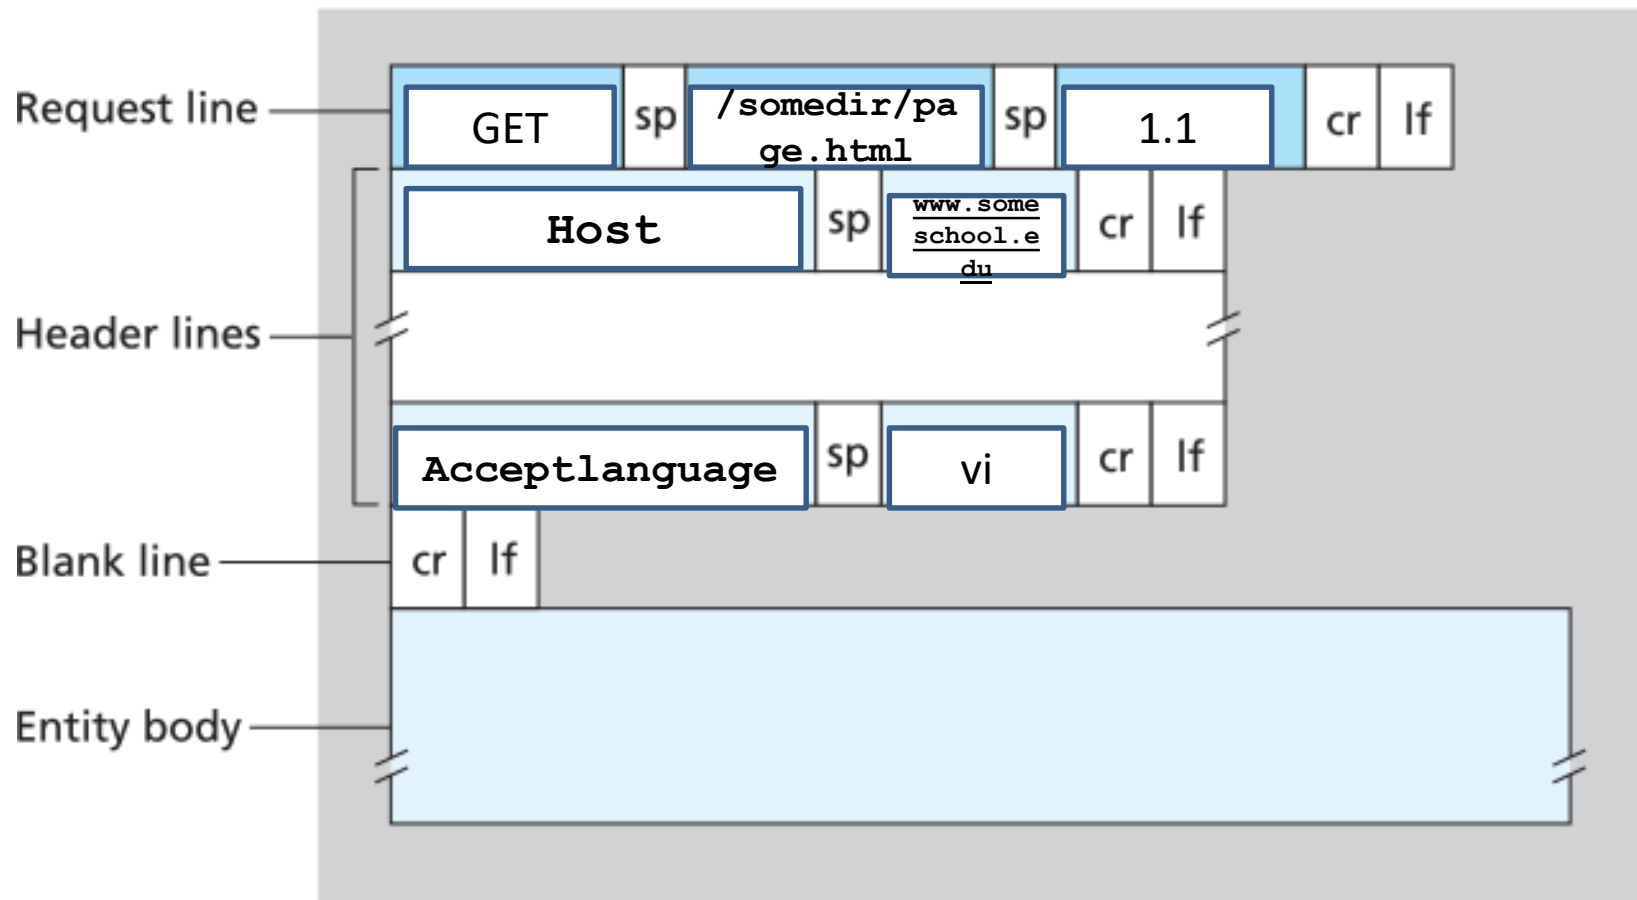 Request line GET sp /somedir/pa
ge.html sp 1.1 cr lf
Host sp www.some
school.e
du cr lf
Header lines
Acceptlanguage sp vi cr lf
Blank line cr lf
Entity body